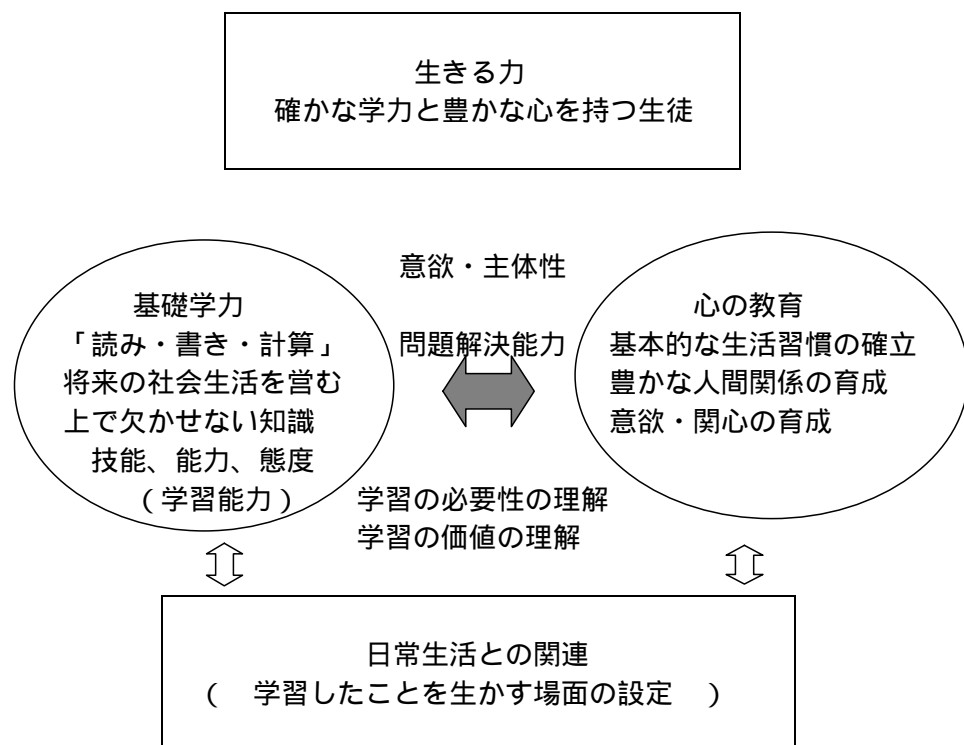 生きる力
確かな学力と豊かな心を持つ生徒
基礎学力
「読み・書き・計算」
将来の社会生活を営む
上で欠かせない知識
技能、能力、態度
(学習能力)
意欲・主体性
問題解決能力
学習の必要性の理解
学習の価値の理解
心の教育
基本的な生活習慣の確立
豊かな人間関係の育成
意欲・関心の育成
日常生活との関連
( 学習したことを生かす場面の設定 )